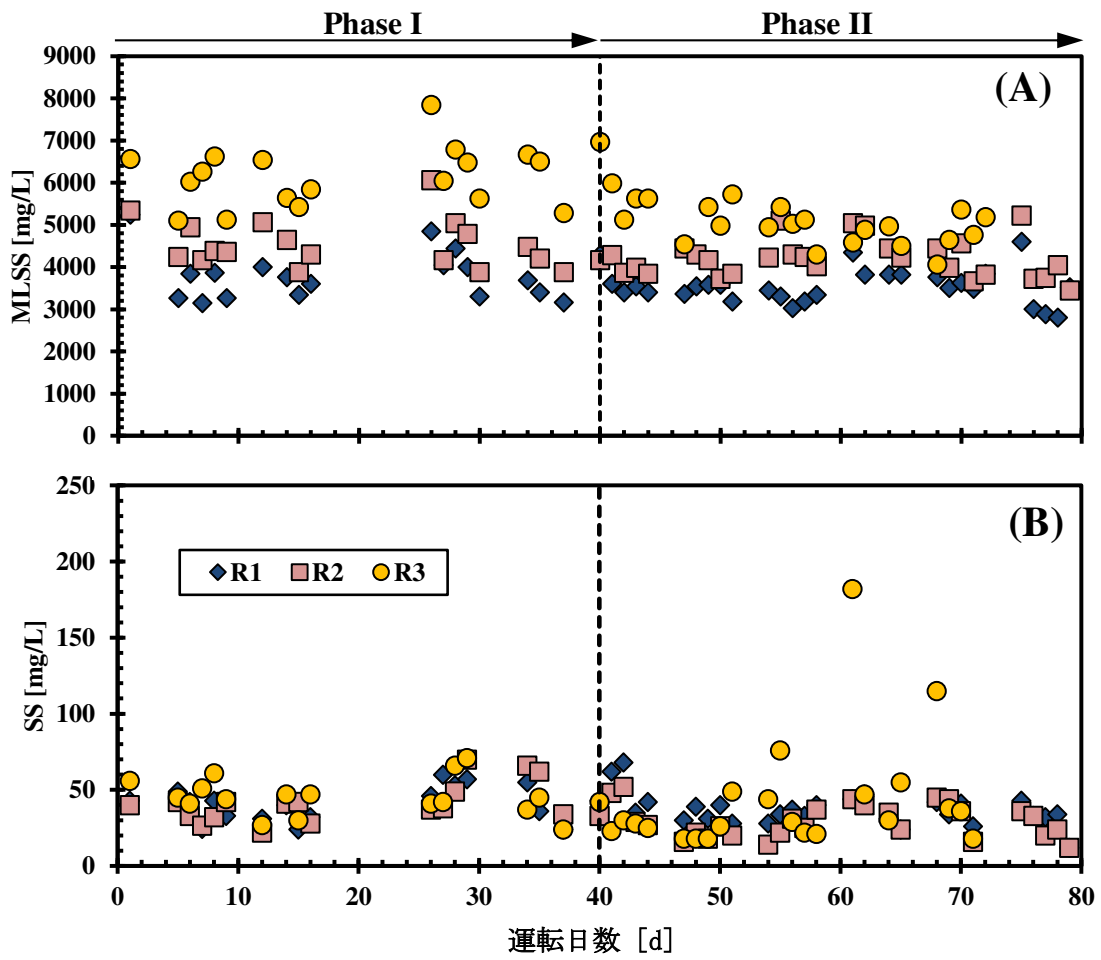 Phase I
Phase II
9000
8000
7000
6000
5000
4000
3000
2000
1000
0
MLSS [mg/L]
(A)
250
200
150
100
50
0
SS [mg/L]
(B)
R1 R2 R3
0 10 20 30 40 50 60 70 80
運転日数 [d]